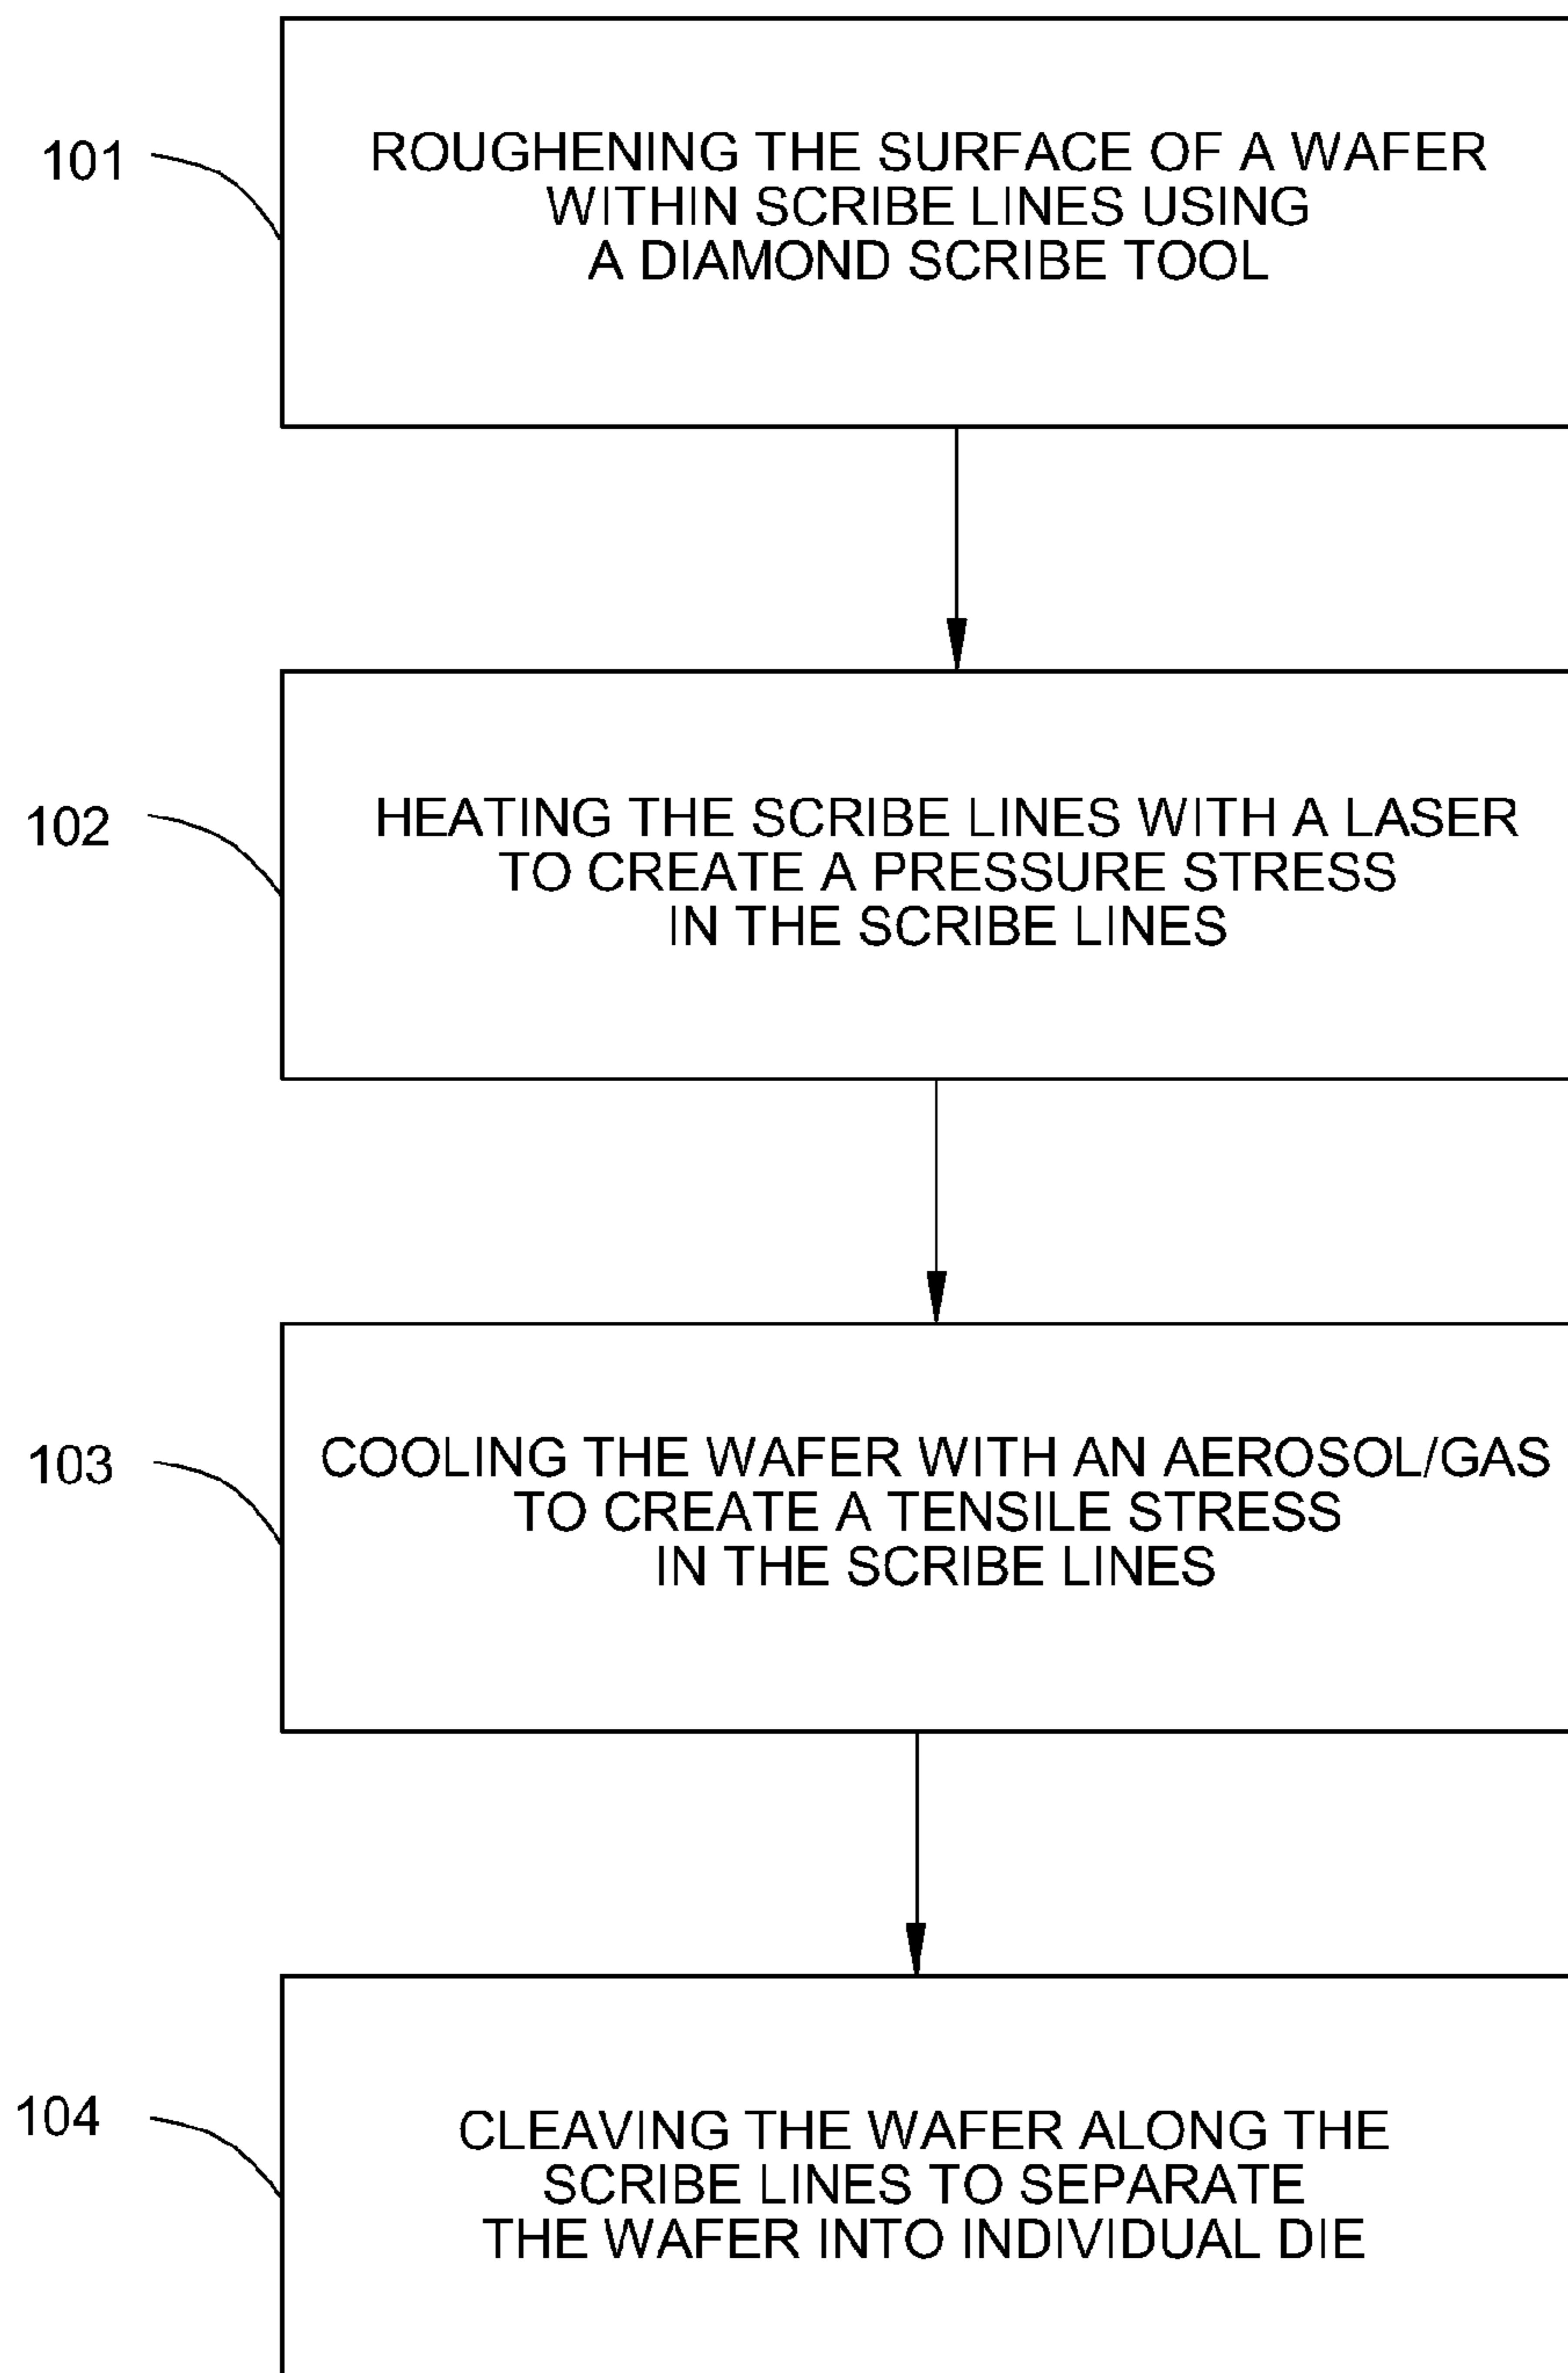 101
ROUGHENING THE SURFACE OF A WAFER
WITHIN SCRIBE LINES USING
A DIAMOND SCRIBE TOOL
102
HEATING THE SCRIBE LINES WITH A LASER
TO CREATE A PRESSURE STRESS
IN THE SCRIBE LINES
103
COOLING THE WAFER WITH AN AEROSOL/GAS
TO CREATE A TENSILE STRESS
IN THE SCRIBE LINES
104
CLEAVING THE WAFER ALONG THE
SCRIBE LINES TO SEPARATE
THE WAFER INTO INDIVIDUAL DIE